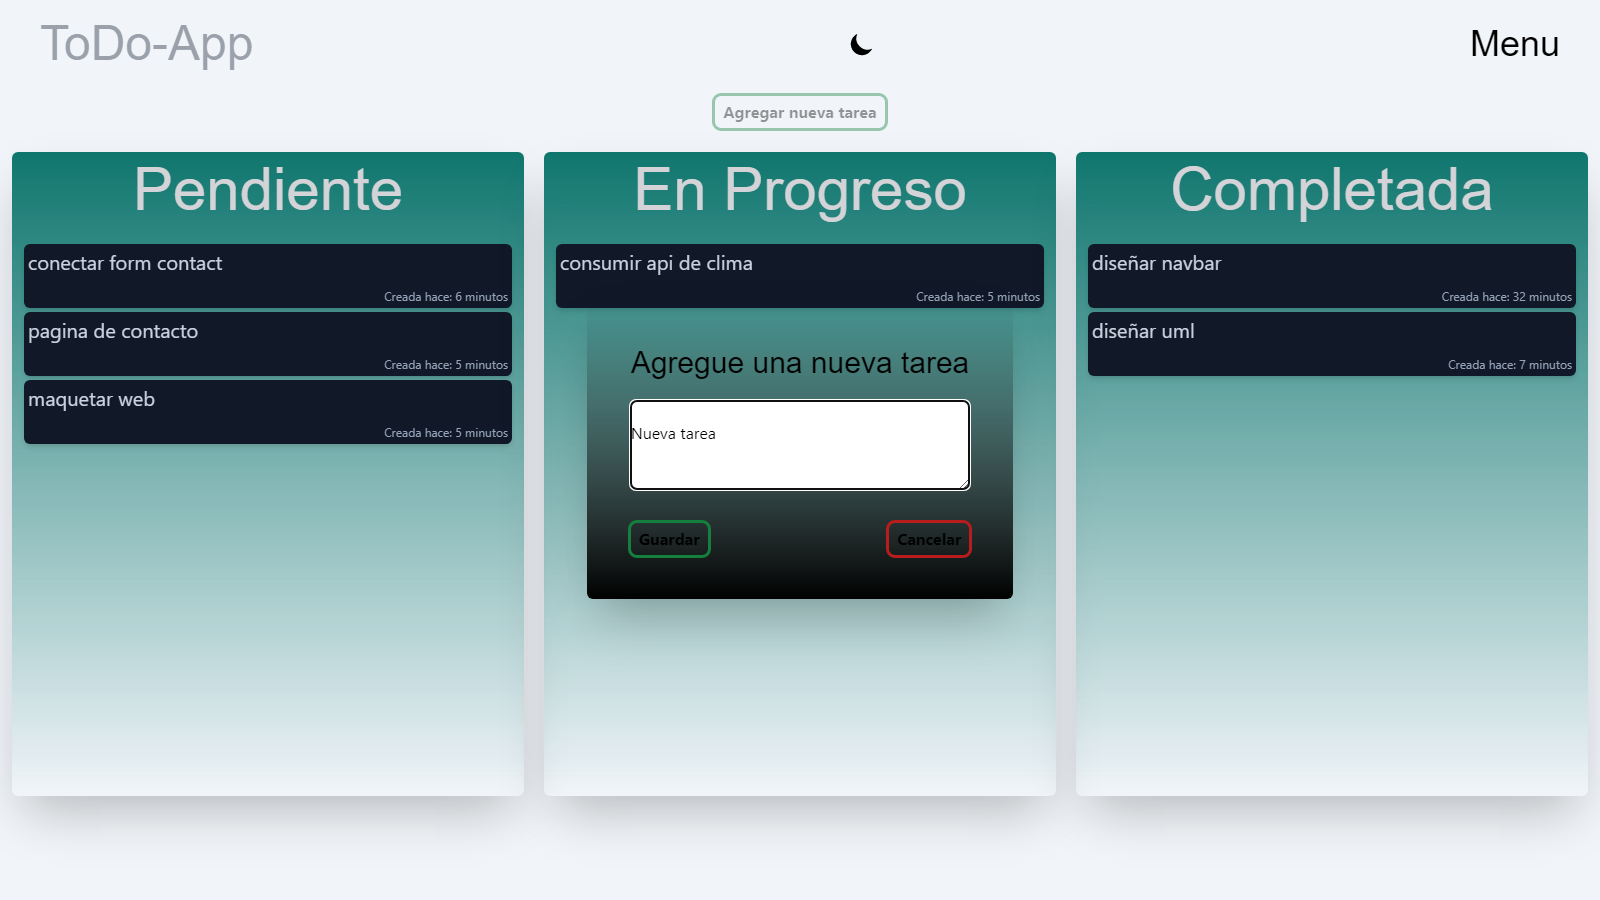 ToDo-App
Menu
Agregar nueva tarea
Pendiente
conectar form contact
Creada hace: 6 minutos
pagina de contacto
Creada hace: 5 minutos
maquetar web
Creada hace: 5 minutos
En Progreso
consumir api de clima
Creada hace: 5 minutos
Agregue una nueva tarea
Nueva tarea
Guardar
Cancelar
Completada
diseñar navbar
Creada hace: 32 minutos
diseñar uml
Creada hace: 7 minutos